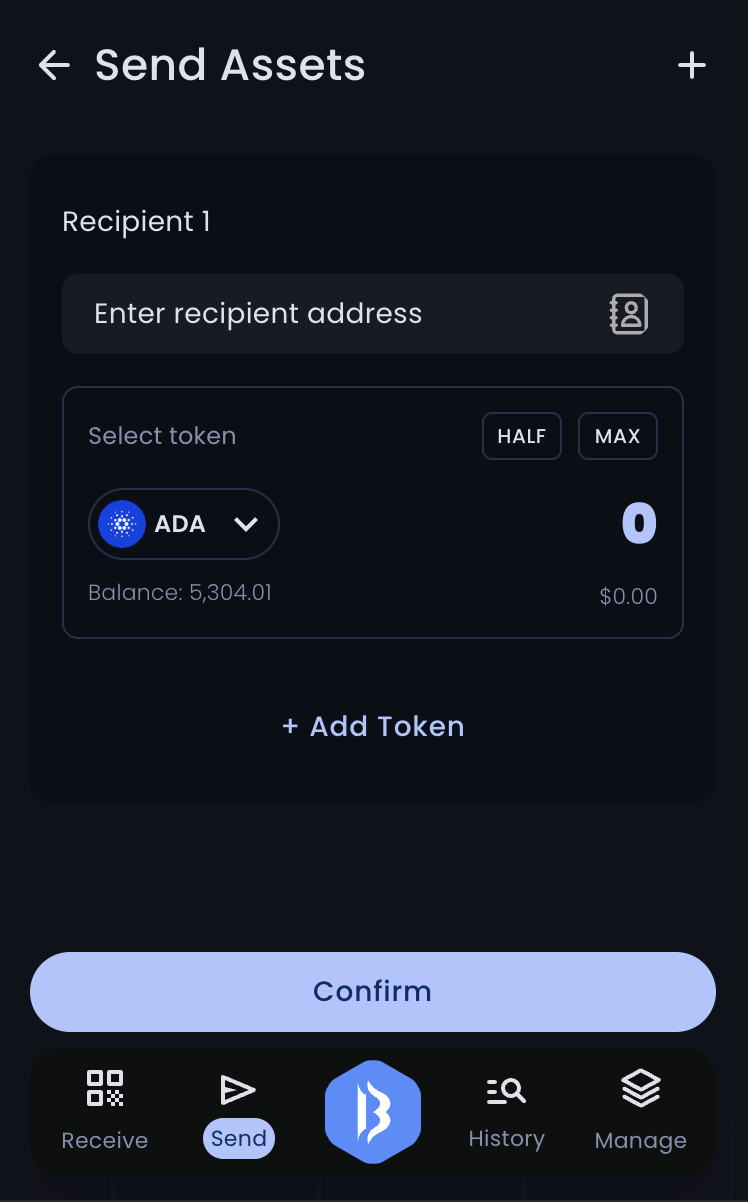 Send Assets
Recipient 1
Enter recipient address
Select token
HALF
MAX
ADA
0
Balance: 5,304.01
$0.00
+ Add Token
Confirm
Receive
Send
History
Manage